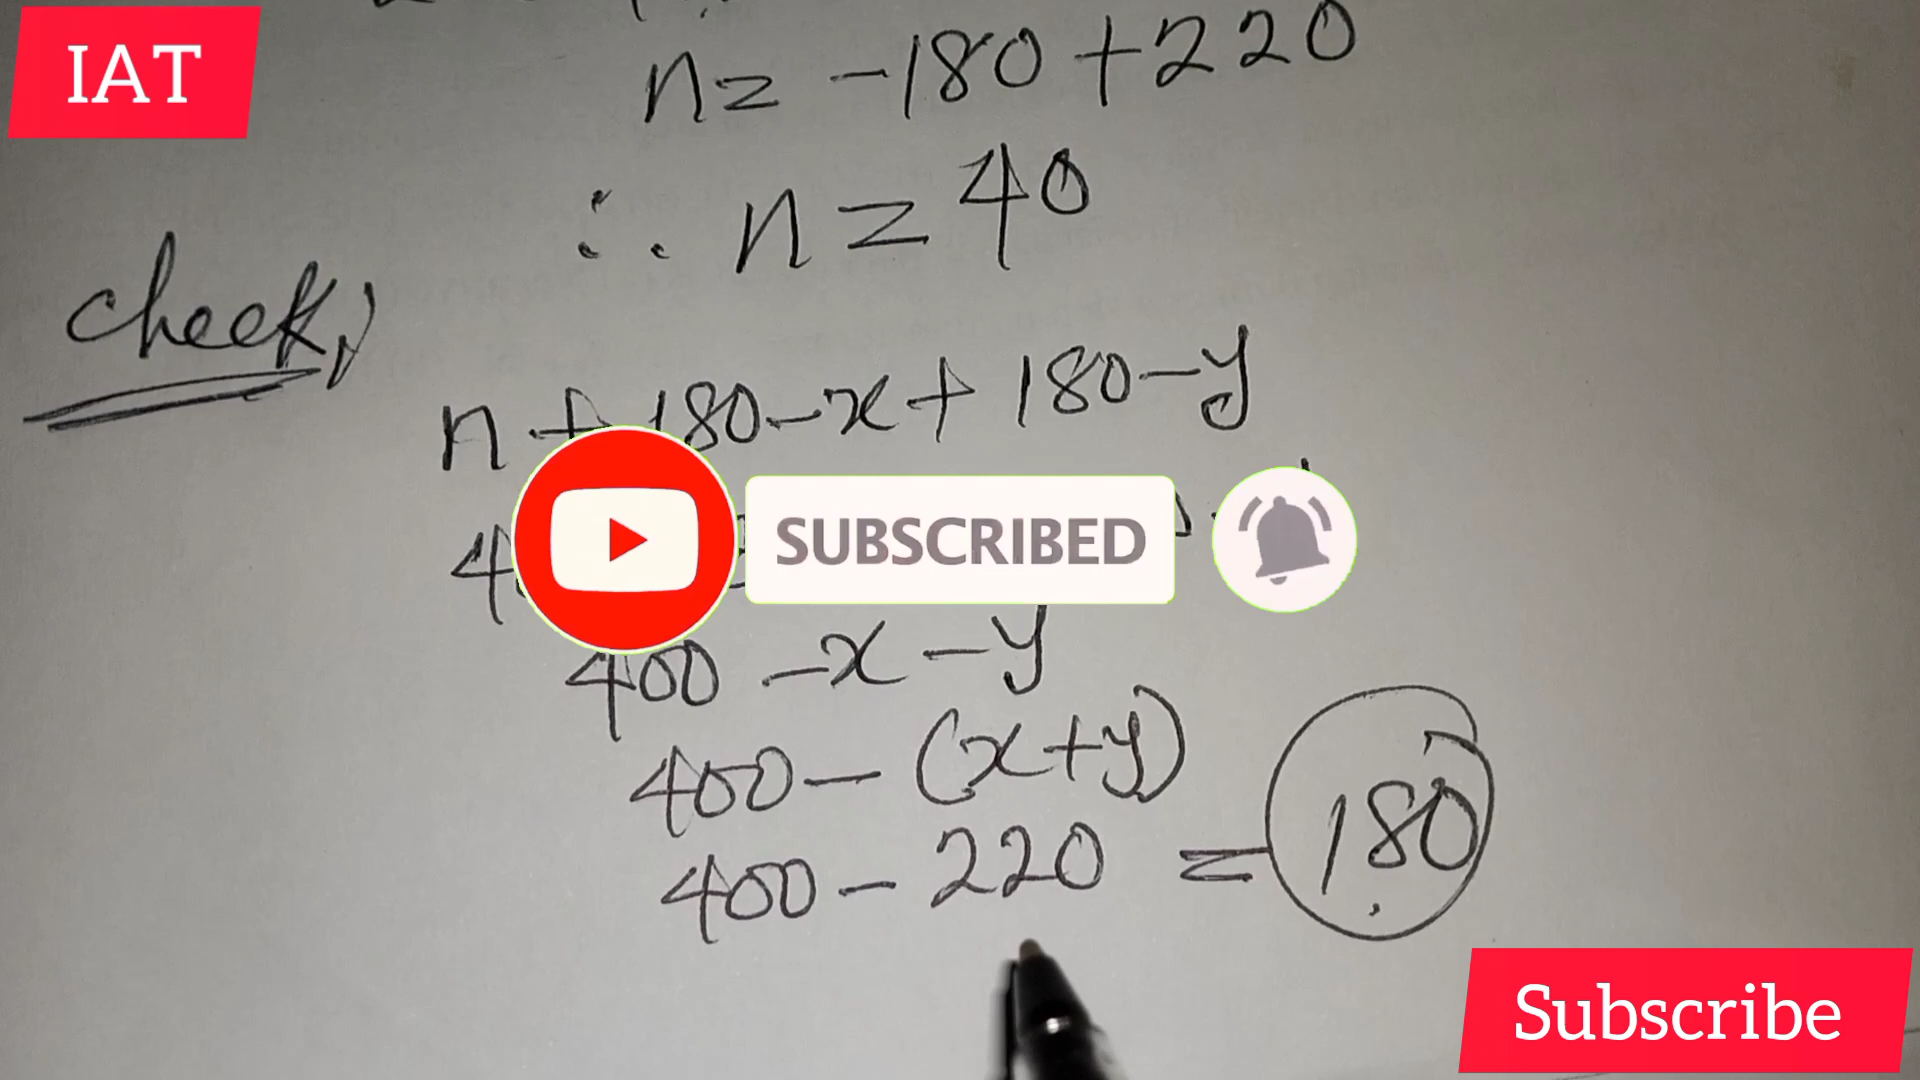 IAT
n = -180 + 220
∴ n = 40
check,
n + 180 - x + 180 - y
SUBSCRIBED
400 - x - y
400 - (x + y)
400 - 220 = 180
Subscribe